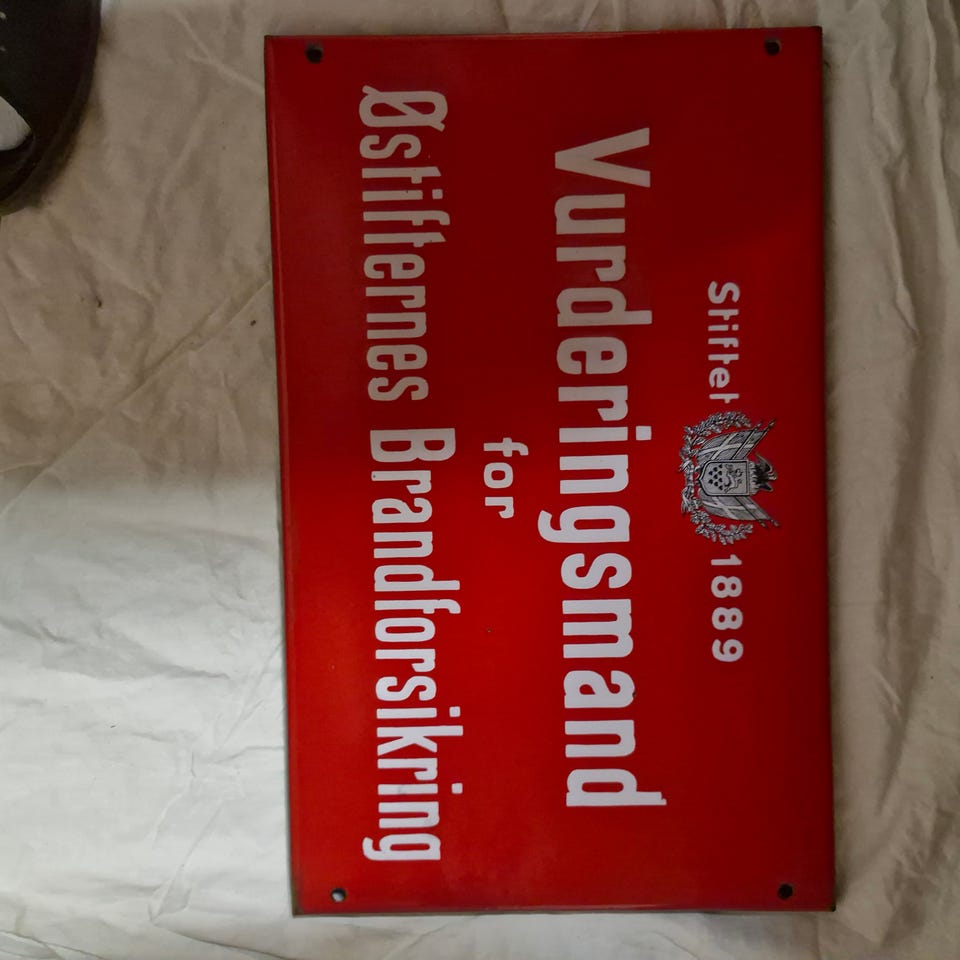 Stiftet 1889
Vurderingsmand
for
Østifternes Brandforsikring